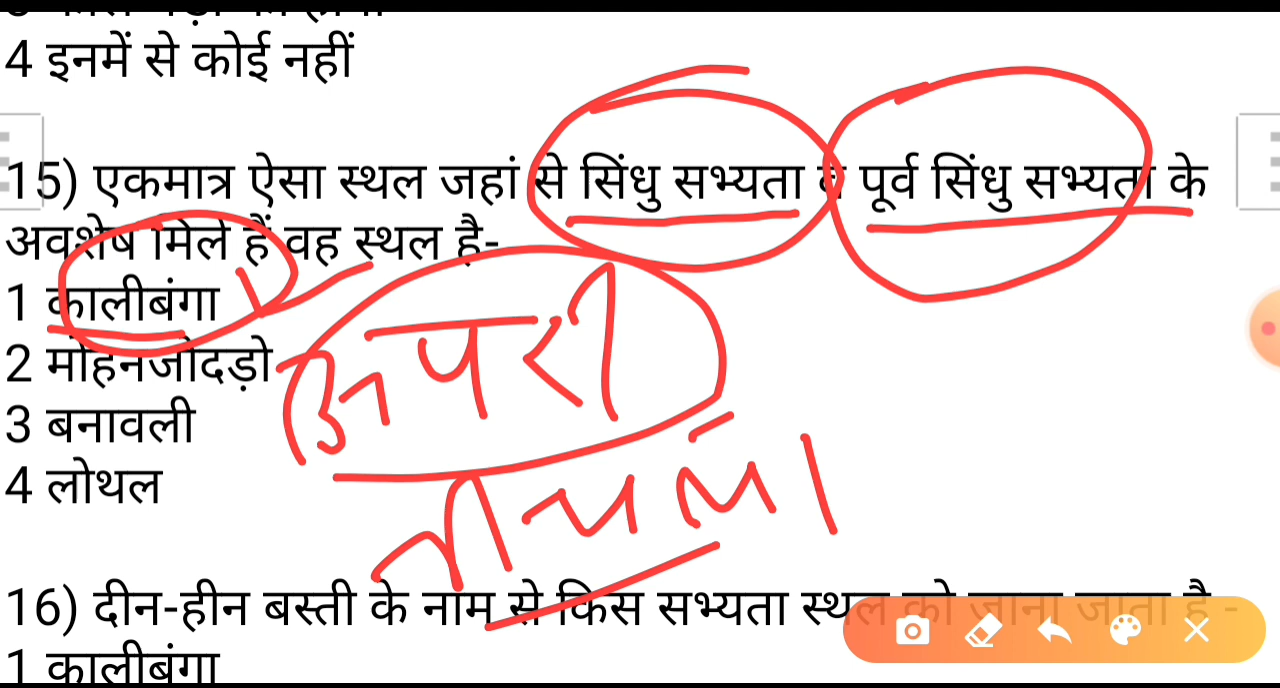 4 इनमें से कोई नहीं
15) एकमात्र ऐसा स्थल जहां से सिंधु सभ्यता व पूर्व सिंधु सभ्यता के
अवशेष मिले हैं वह स्थल है-
1 कालीबंगा
2 मोहनजोदड़ो
ऊपरी
3 बनावली
4 लोथल
निचला
16) दीन-हीन बस्ती के नाम से किस सभ्यता स्थल को जाना जाता है -
1 कालीबंगा